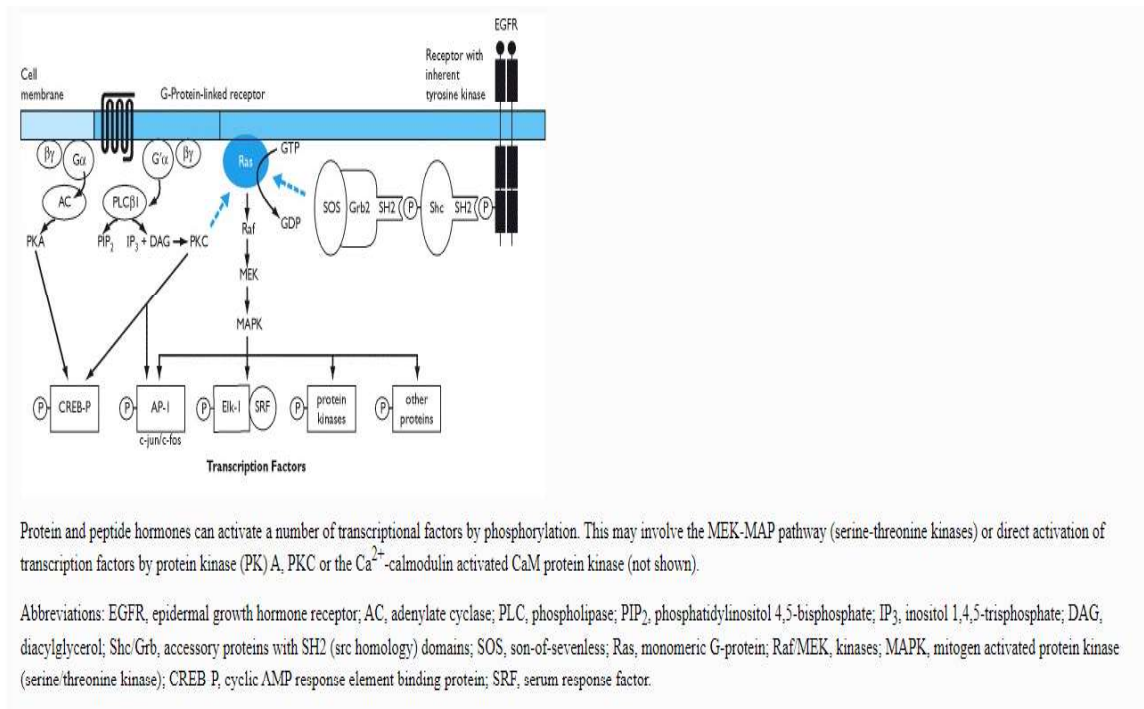 EGFR
Receptor with
inherent
tyrosine kinase
Cell
membrane
G-Protein-linked receptor
βγ
Gα
G'α
βγ
Ras
GTP
GDP
AC
PLCβI
SOS
Grb2
SH2
P
Shc
SH2
P
PKA
PIP2
IP3 + DAG
PKC
Raf
MEK
MAPK
P
CREB-P
P
AP-I
P
Elk-I
SRF
P
protein
kinases
P
other
proteins
c-jun/c-fos
Transcription Factors
Protein and peptide hormones can activate a number of transcriptional factors by phosphorylation. This may involve the MEK-MAP pathway (serine-threonine kinases) or direct activation of
transcription factors by protein kinase (PK) A, PKC or the Ca2+-calmodulin activated CaM protein kinase (not shown).
Abbreviations: EGFR, epidermal growth hormone receptor; AC, adenylate cyclase; PLC, phospholipase; PIP2, phosphatidylinositol 4,5-bisphosphate; IP3, inositol 1,4,5-trisphosphate; DAG,
diacylglycerol; Shc/Grb, accessory proteins with SH2 (src homology) domains; SOS, son-of-sevenless; Ras, monomeric G-protein; Raf/MEK, kinases; MAPK, mitogen activated protein kinase
(serine/threonine kinase); CREB-P, cyclic AMP response element binding protein; SRF, serum response factor.